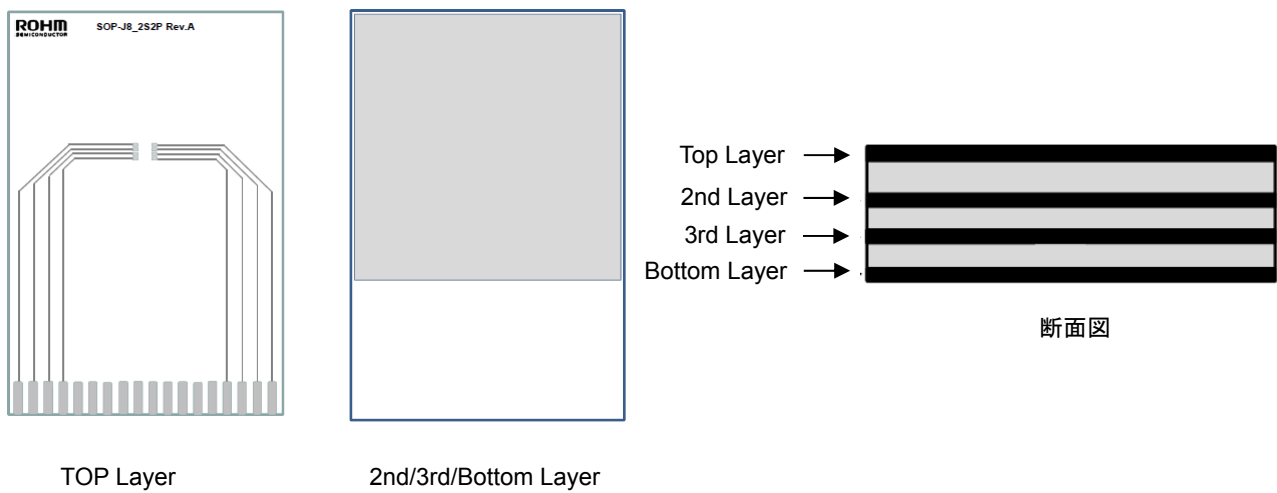 ROHM
SEMICONDUCTOR
SOP-J8_2S2P Rev.A
Top Layer
2nd Layer
3rd Layer
Bottom Layer
断面図
TOP Layer
2nd/3rd/Bottom Layer